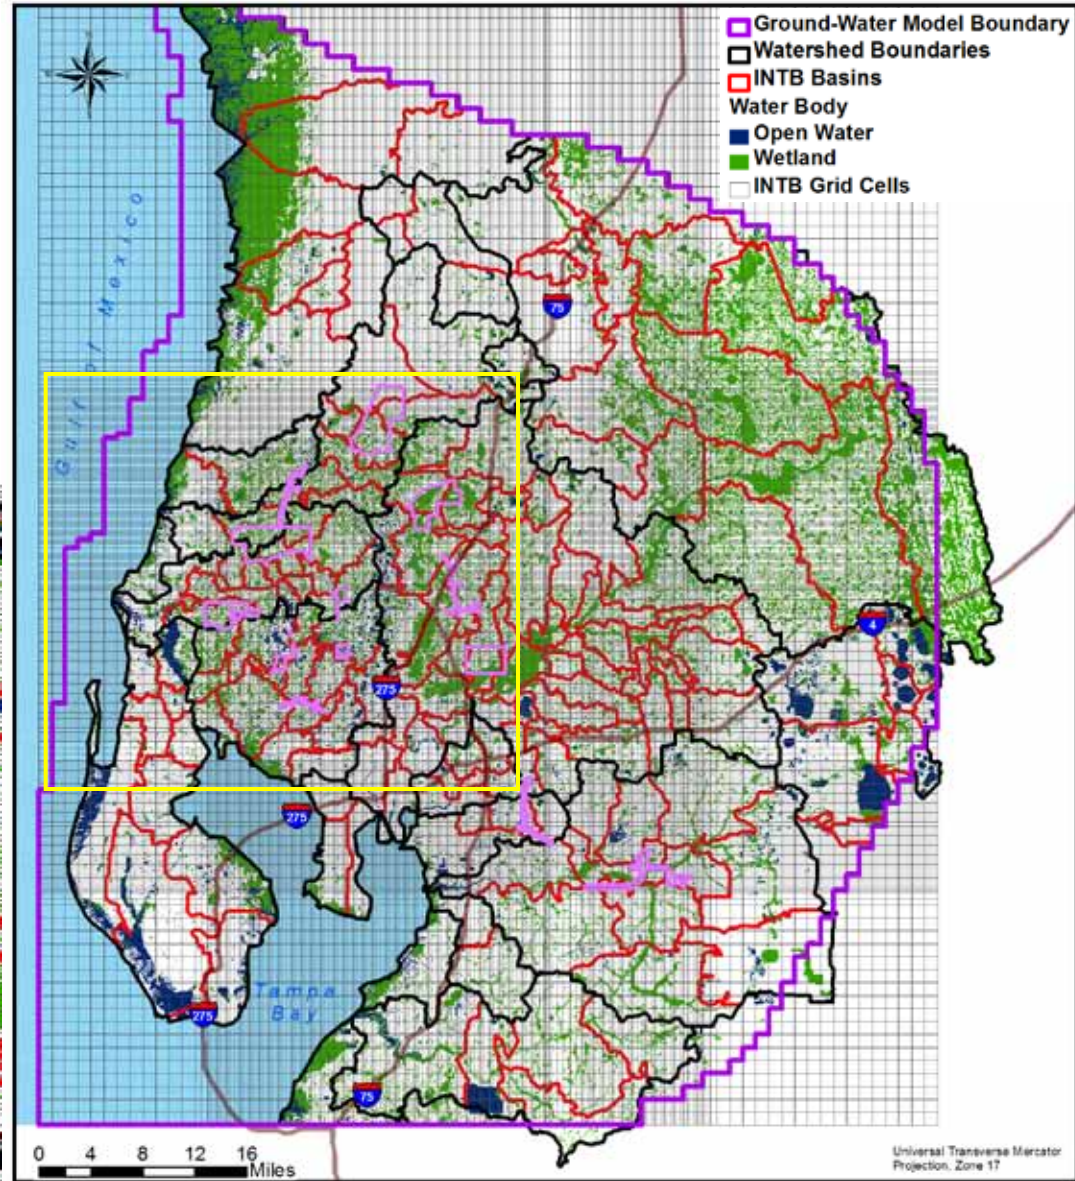 Ground-Water Model Boundary
Watershed Boundaries
INTB Basins
Water Body
Open Water
Wetland
INTB Grid Cells
Gulf of Mexico
75
4
275
275
Tampa
Bay
275
75
0 4 8 12 16
Miles
Universal Transverse Mercator
Projection, Zone 17